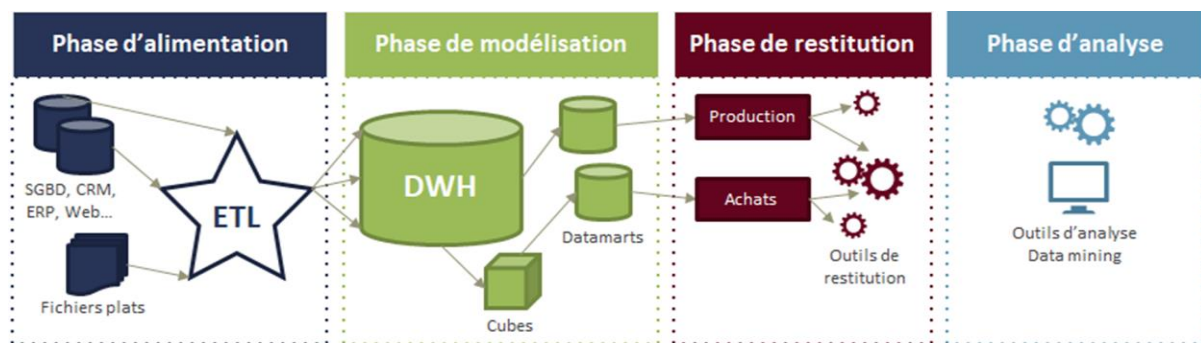 Phase d'alimentation
Phase de modélisation
Phase de restitution
Phase d'analyse
SGBD, CRM,
ERP, Web...
Fichiers plats
ETL
DWH
Cubes
Datamarts
Production
Achats
Outils de
restitution
Outils d'analyse
Data mining